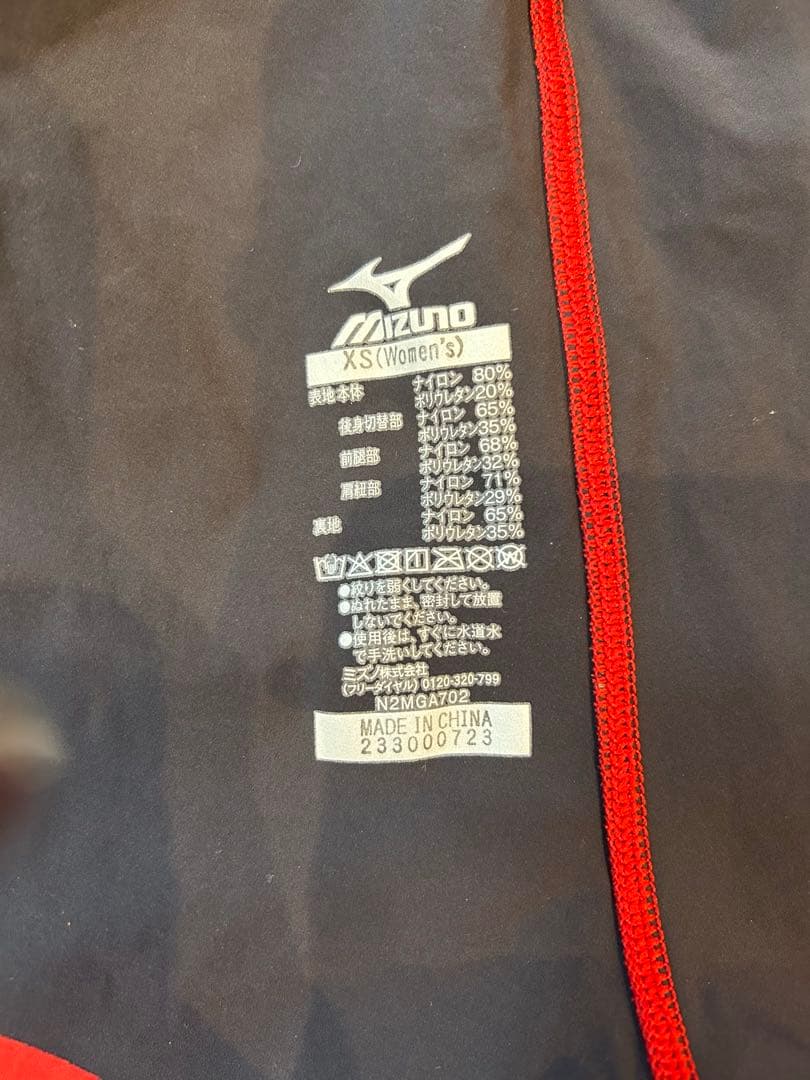 MIZUNO
XS(Women's)
表地本体 ナイロン 80%
ポリウレタン20%
後身切替部 ナイロン 65%
ポリウレタン35%
前腿部 ナイロン 68%
ポリウレタン32%
肩紐部 ナイロン 71%
ポリウレタン29%
裏地 ナイロン 65%
ポリウレタン35%
●絞りを弱くしてください。
●ぬれたまま、密封して放置
しないでください。
●使用後は、すぐに水道水
で手洗いしてください。
ミズノ株式会社
(フリーダイヤル) 0120-320-799
N2MGA702
MADE IN CHINA
233000723